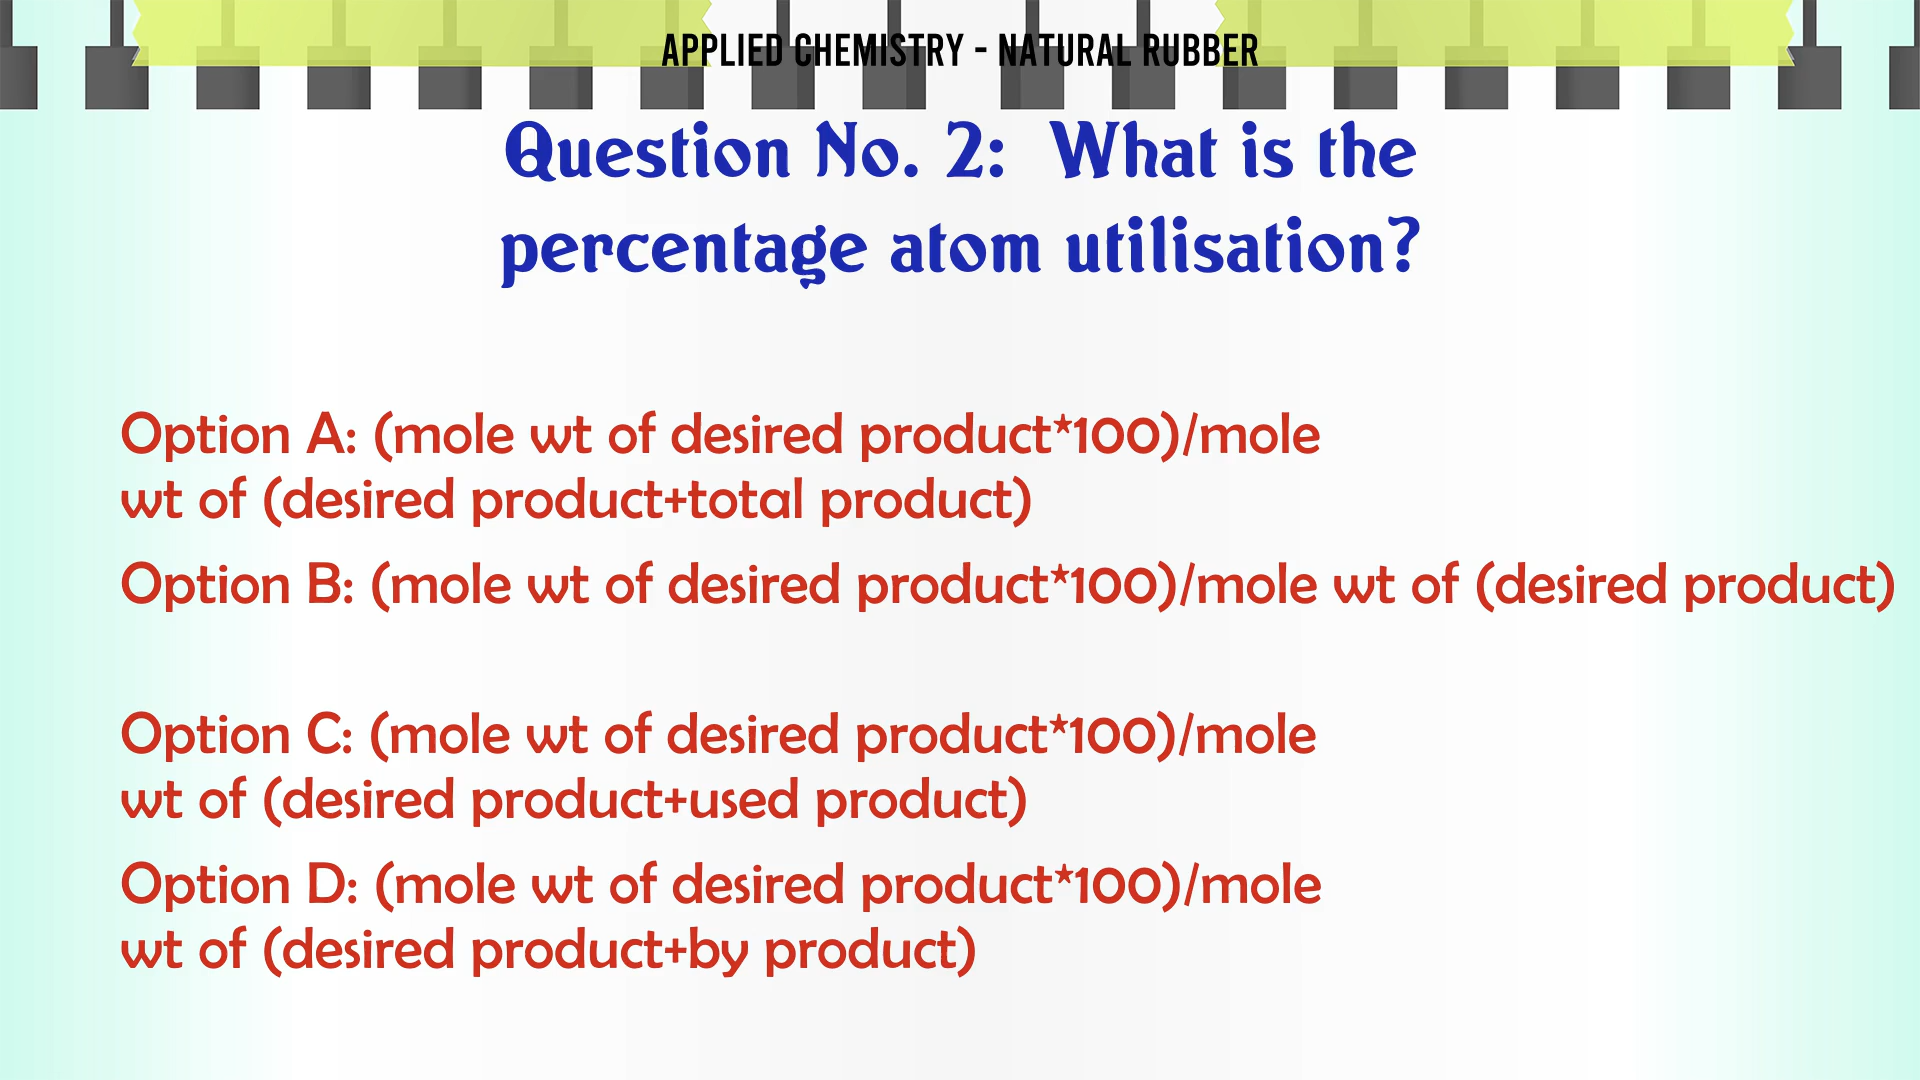 APPLIED CHEMISTRY - NATURAL RUBBER
Question No. 2: What is the
percentage atom utilisation?
Option A: (mole wt of desired product*100)/mole
wt of (desired product+total product)
Option B: (mole wt of desired product*100)/mole wt of (desired product)
Option C: (mole wt of desired product*100)/mole
wt of (desired product+used product)
Option D: (mole wt of desired product*100)/mole
wt of (desired product+by product)